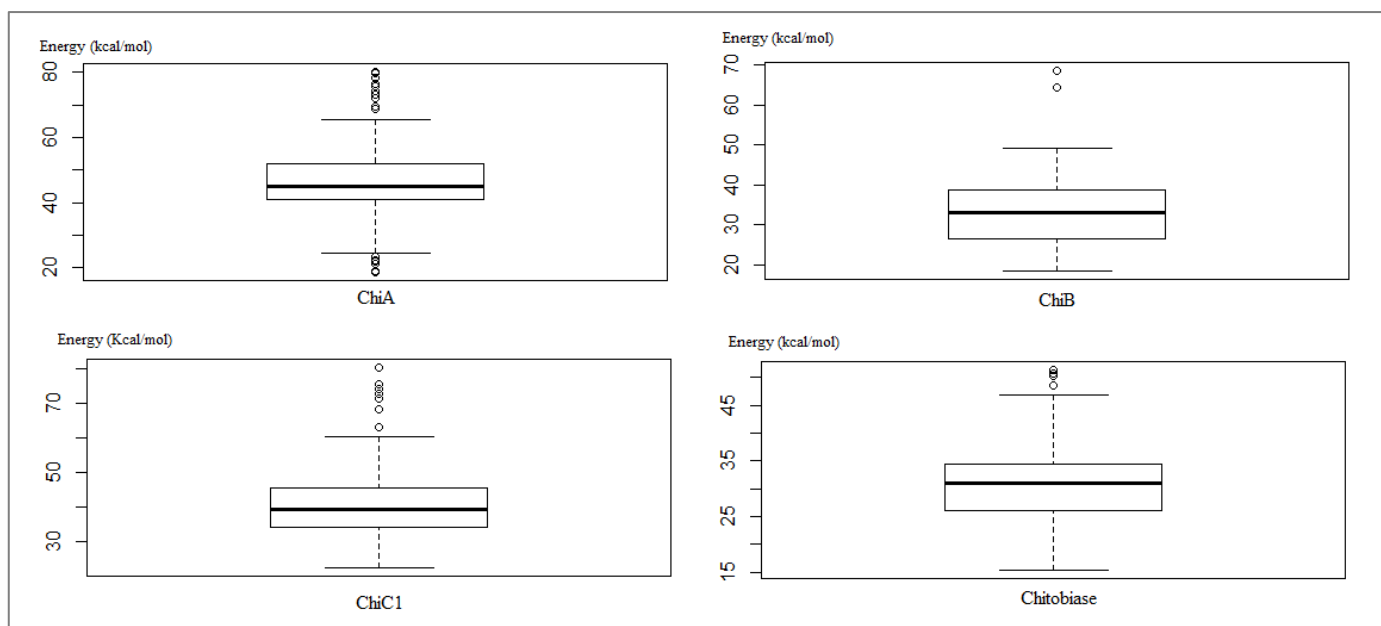 Energy (kcal/mol)
80
60
40
20
ChiA
Energy (kcal/mol)
70
60
50
40
30
20
ChiB
Energy (Kcal/mol)
70
50
30
ChiC1
Energy (kcal/mol)
45
35
25
15
Chitobiase